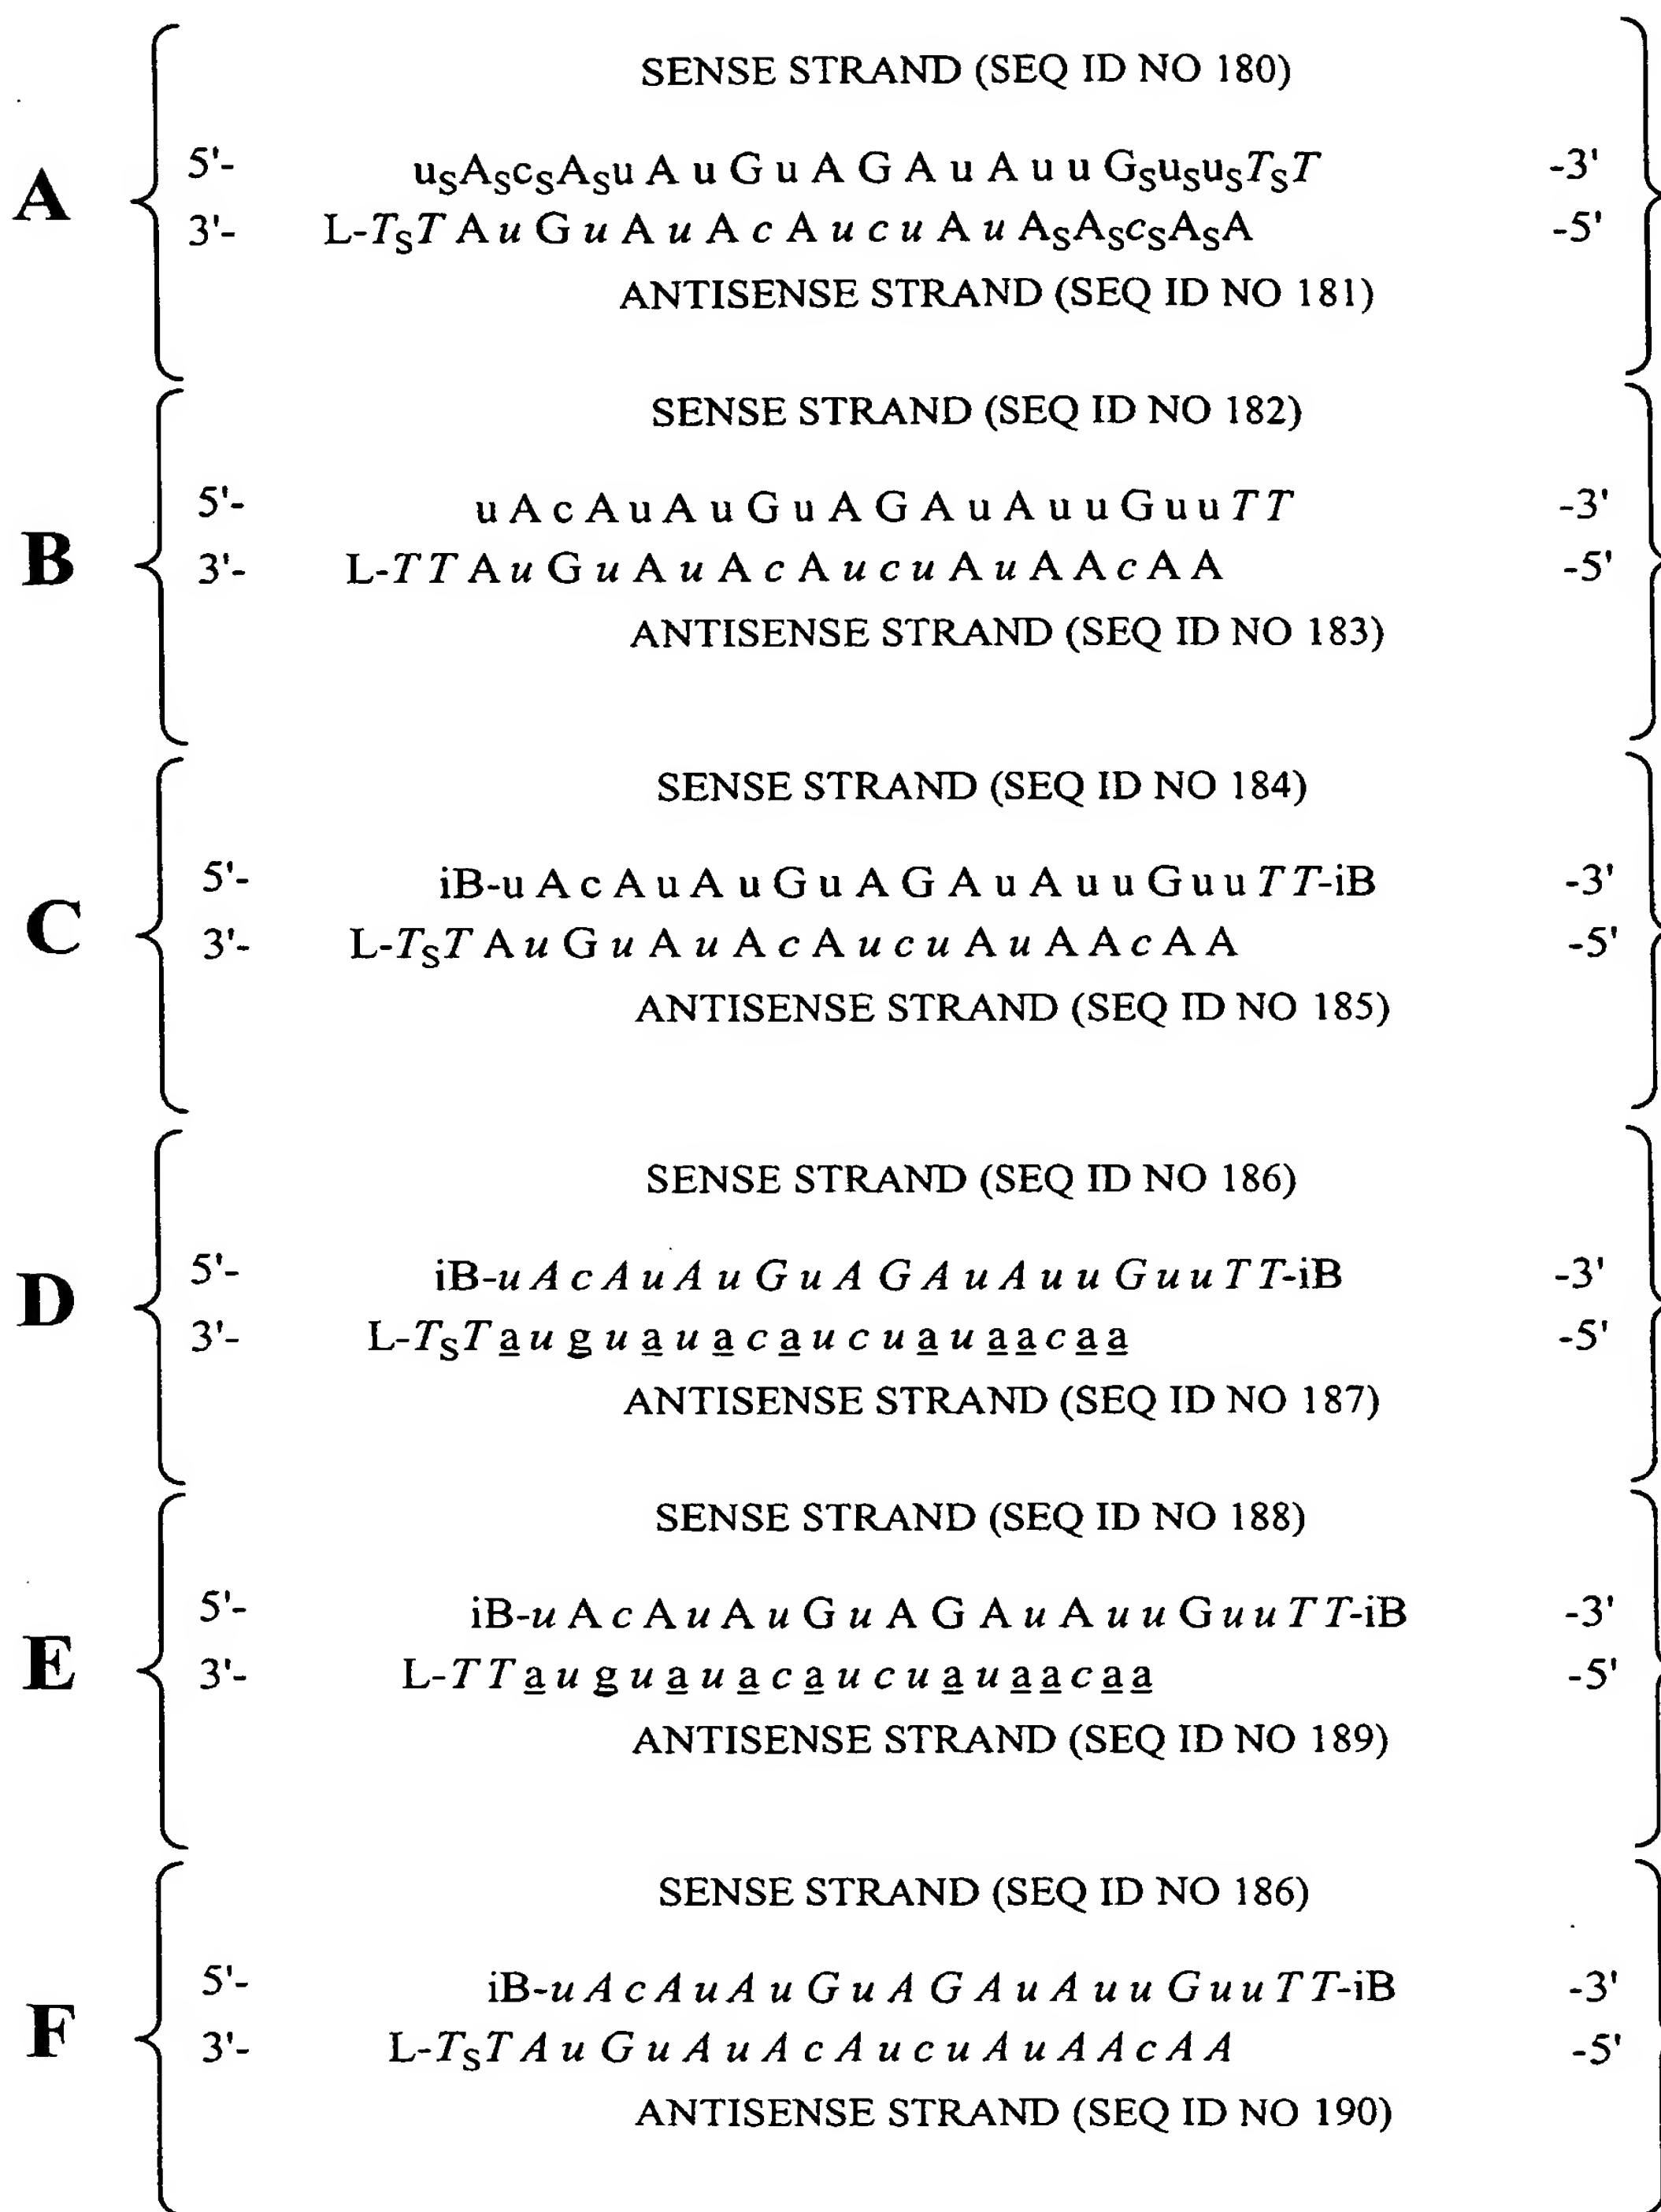 SENSE STRAND (SEQ ID NO 180)
A
5'- usAscsAsu A u G u A G A u A u u GsususTsT -3'
3'- L-TsT A u G u A u A c A u c u A u AsAscsAsA -5'
ANTISENSE STRAND (SEQ ID NO 181)
SENSE STRAND (SEQ ID NO 182)
B
5'- u A c A u A u G u A G A u A u u G u u T T -3'
3'- L-T T A u G u A u A c A u c u A u A A c A A -5'
ANTISENSE STRAND (SEQ ID NO 183)
SENSE STRAND (SEQ ID NO 184)
C
5'- iB-u A c A u A u G u A G A u A u u G u u T T-iB -3'
3'- L-TsT A u G u A u A c A u c u A u A A c A A -5'
ANTISENSE STRAND (SEQ ID NO 185)
SENSE STRAND (SEQ ID NO 186)
D
5'- iB-u A c A u A u G u A G A u A u u G u u T T-iB -3'
3'- L-TsT a u g u a u a c a u c u a u a a c a a -5'
ANTISENSE STRAND (SEQ ID NO 187)
SENSE STRAND (SEQ ID NO 188)
E
5'- iB-u A c A u A u G u A G A u A u u G u u T T-iB -3'
3'- L-T T a u g u a u a c a u c u a u a a c a a -5'
ANTISENSE STRAND (SEQ ID NO 189)
SENSE STRAND (SEQ ID NO 186)
F
5'- iB-u A c A u A u G u A G A u A u u G u u T T-iB -3'
3'- L-TsT A u G u A u A c A u c u A u A A c A A -5'
ANTISENSE STRAND (SEQ ID NO 190)